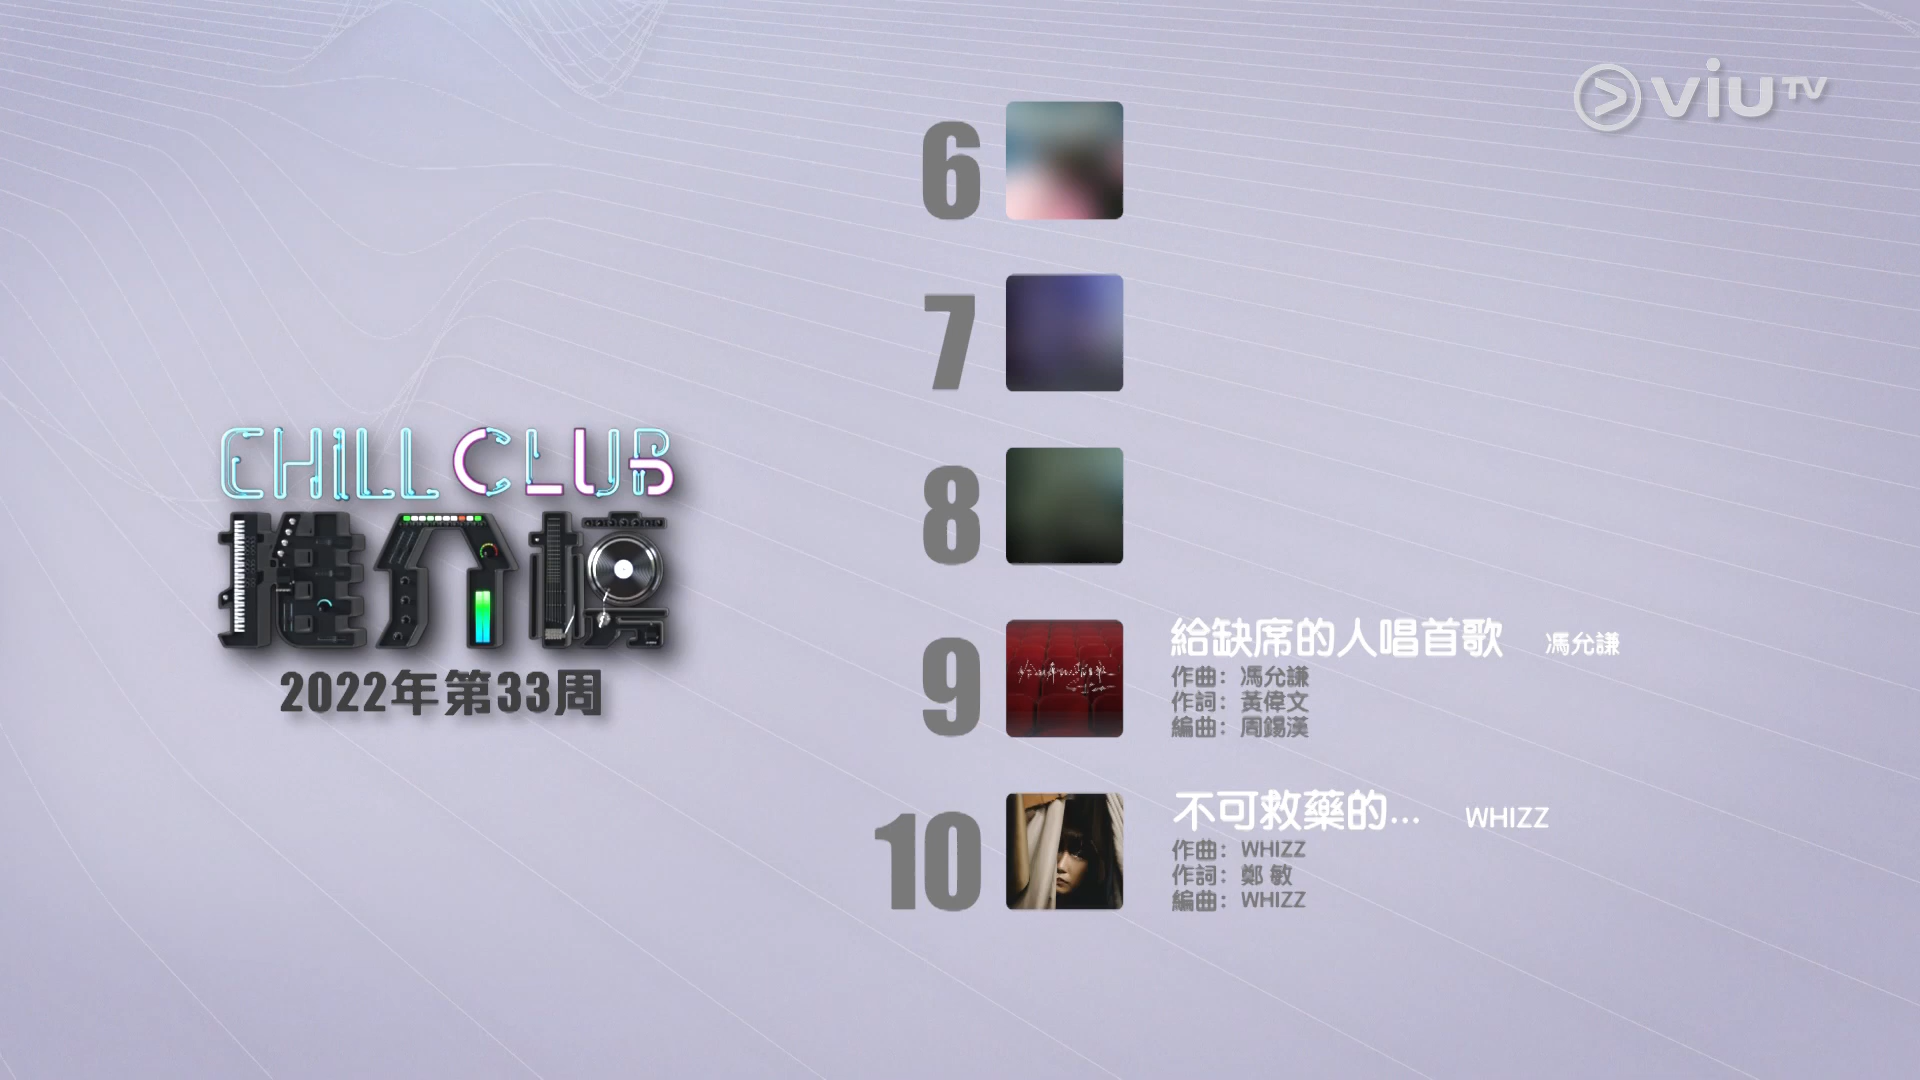 viuTV
CHILL CLUB
推介榜
2022年第33周
6
7
8
9
給缺席的人唱首歌 馮允謙
作曲：馮允謙
作詞：黃偉文
編曲：周錫漢
10
不可救藥的... WHIZZ
作曲：WHIZZ
作詞：鄭 敏
編曲：WHIZZ